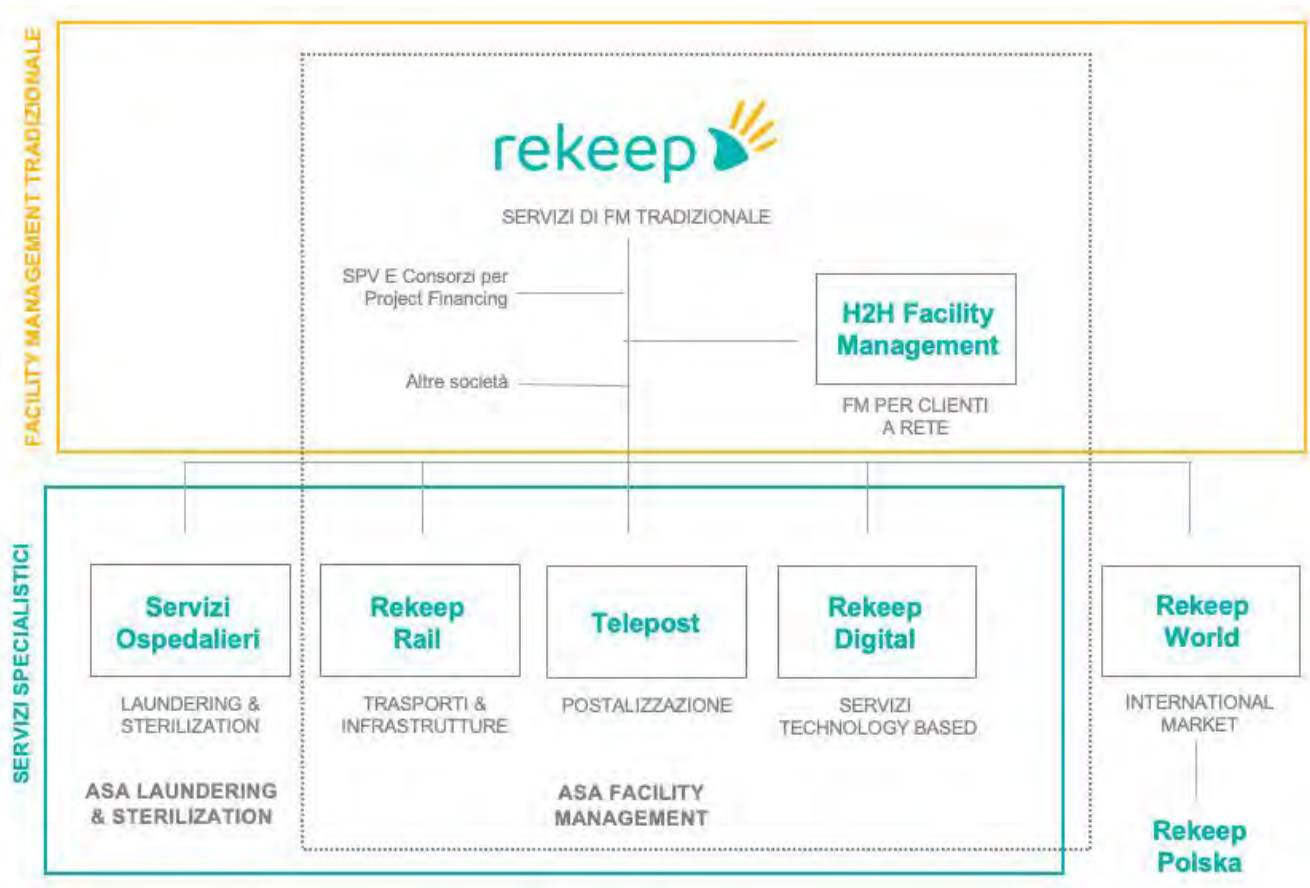 FACILITY MANAGEMENT TRADIZIONALE
rekeep
SERVIZI DI FM TRADIZIONALE
SPV E Consorzi per
Project Financing
H2H Facility
Management
Altre società
FM PER CLIENTI
A RETE
SERVIZI SPECIALISTICI
Servizi
Ospedalieri
LAUNDERING &
STERILIZATION
Rekeep
Rail
TRASPORTI &
INFRASTRUTTURE
Telepost
POSTALIZZAZIONE
Rekeep
Digital
SERVIZI
TECHNOLOGY BASED
Rekeep
World
INTERNATIONAL
MARKET
ASA LAUNDERING
& STERILIZATION
ASA FACILITY
MANAGEMENT
Rekeep
Polska